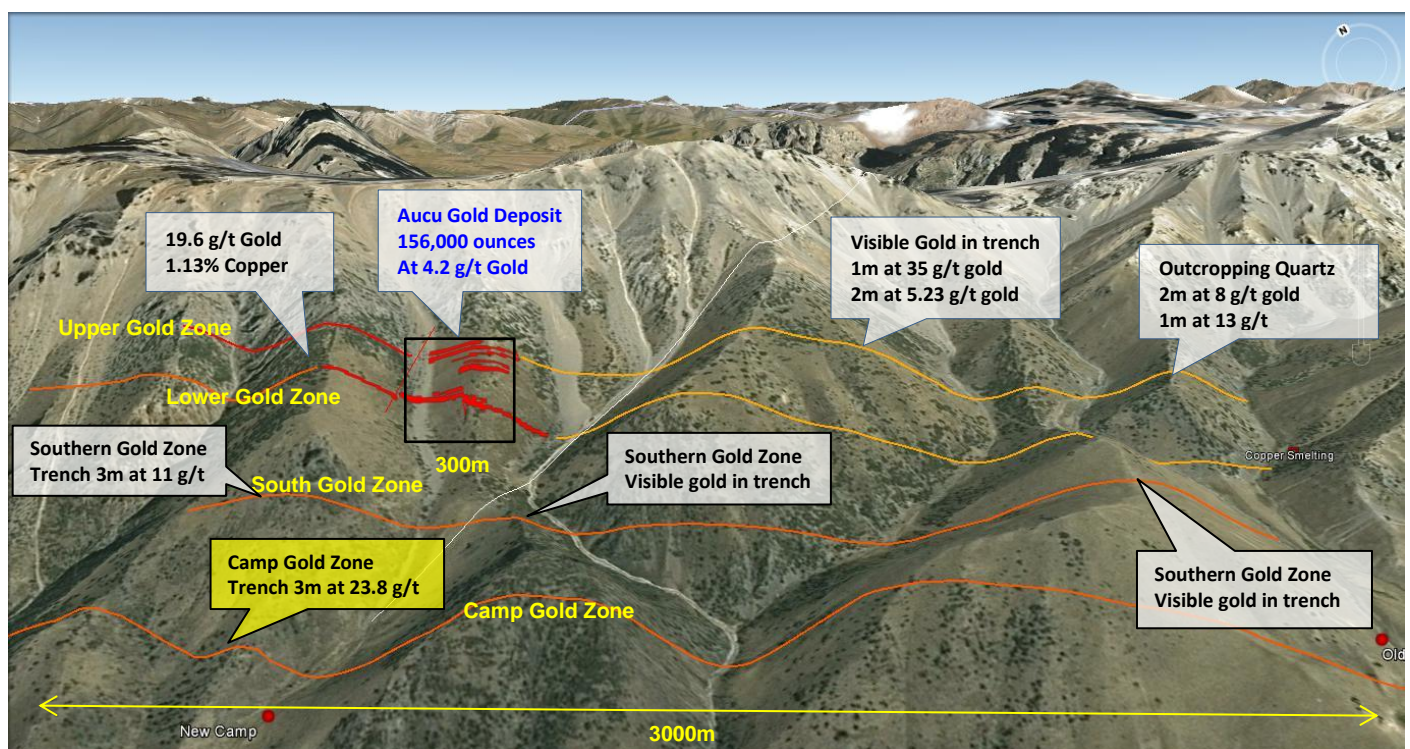 N
19.6 g/t Gold
1.13% Copper
Aucu Gold Deposit
156,000 ounces
At 4.2 g/t Gold
Visible Gold in trench
1m at 35 g/t gold
2m at 5.23 g/t gold
Outcropping Quartz
2m at 8 g/t gold
1m at 13 g/t
Upper Gold Zone
Lower Gold Zone
Southern Gold Zone
Trench 3m at 11 g/t
300m
South Gold Zone
Southern Gold Zone
Visible gold in trench
Copper Smelting
Camp Gold Zone
Trench 3m at 23.8 g/t
Camp Gold Zone
Southern Gold Zone
Visible gold in trench
Old
New Camp
3000m